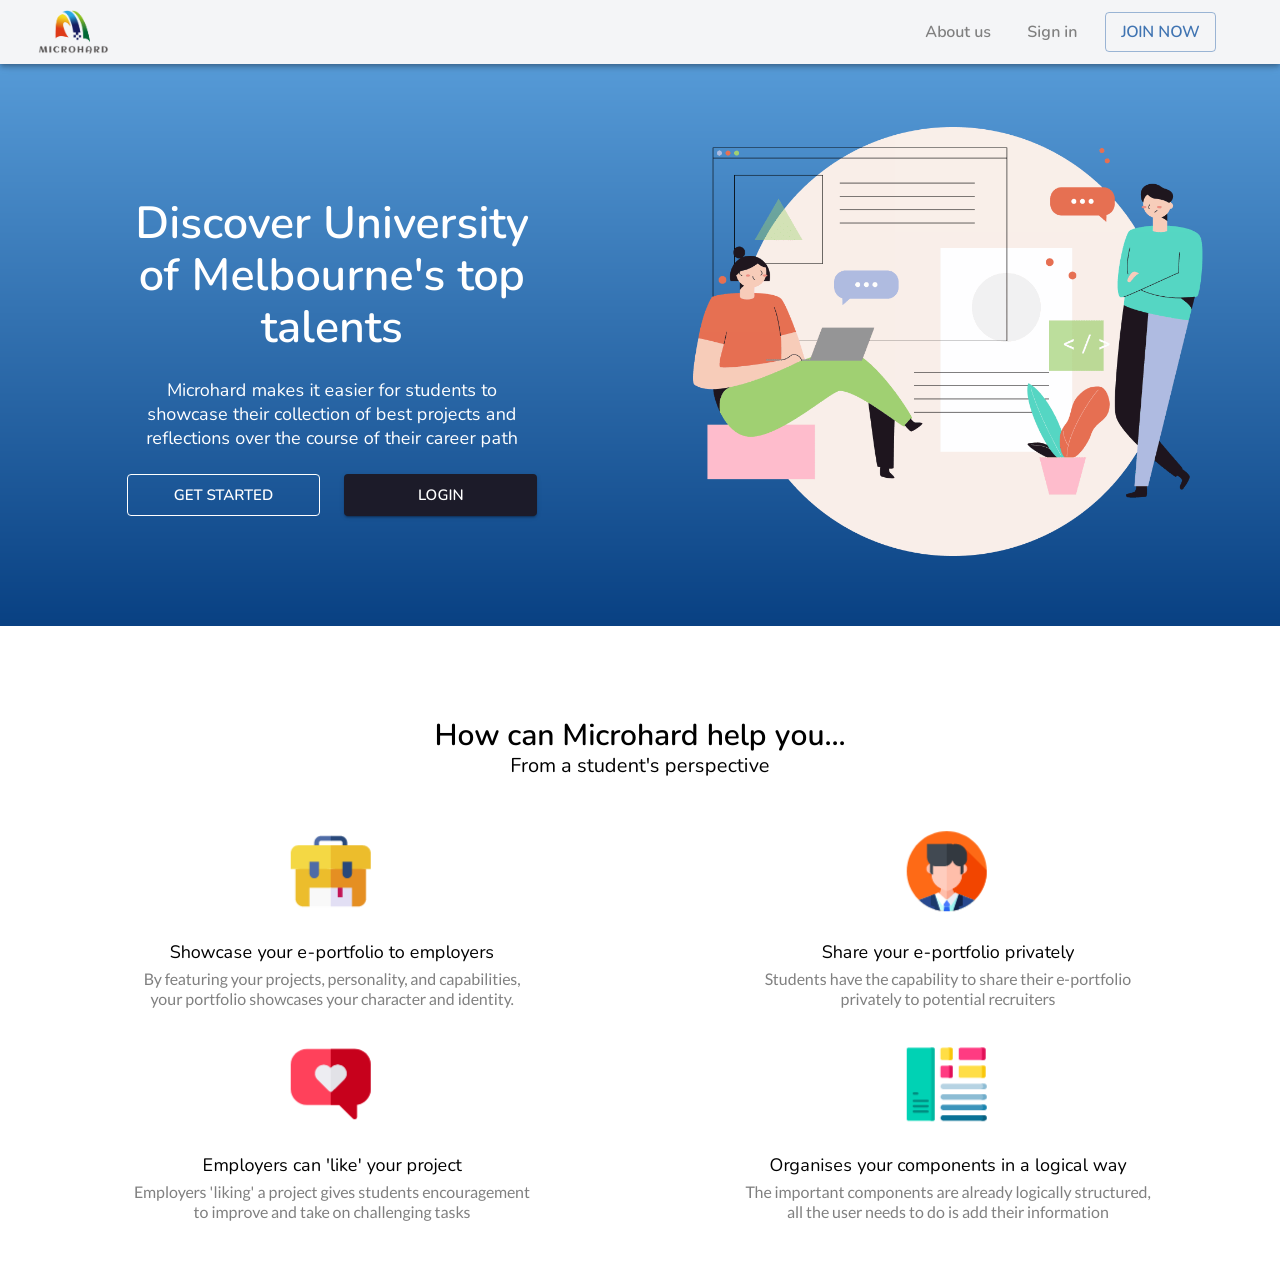 MICROHARD
About us
Sign in
JOIN NOW
Discover University
of Melbourne's top
talents
Microhard makes it easier for students to
showcase their collection of best projects and
reflections over the course of their career path
GET STARTED
LOGIN
< / >
How can Microhard help you...
From a student's perspective
Showcase your e-portfolio to employers
By featuring your projects, personality, and capabilities,
your portfolio showcases your character and identity.
Share your e-portfolio privately
Students have the capability to share their e-portfolio
privately to potential recruiters
Employers can 'like' your project
Employers 'liking' a project gives students encouragement
to improve and take on challenging tasks
Organises your components in a logical way
The important components are already logically structured,
all the user needs to do is add their information